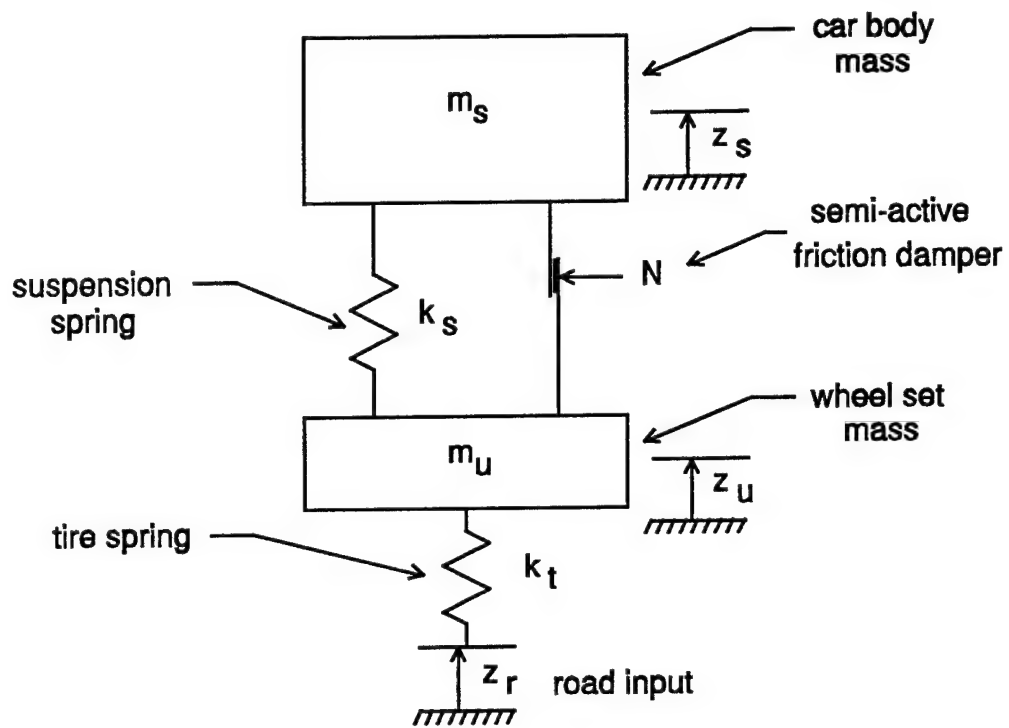 car body
mass
m_s
z_s
semi-active
friction damper
N
suspension
spring
k_s
wheel set
mass
m_u
z_u
tire spring
k_t
z_r road input